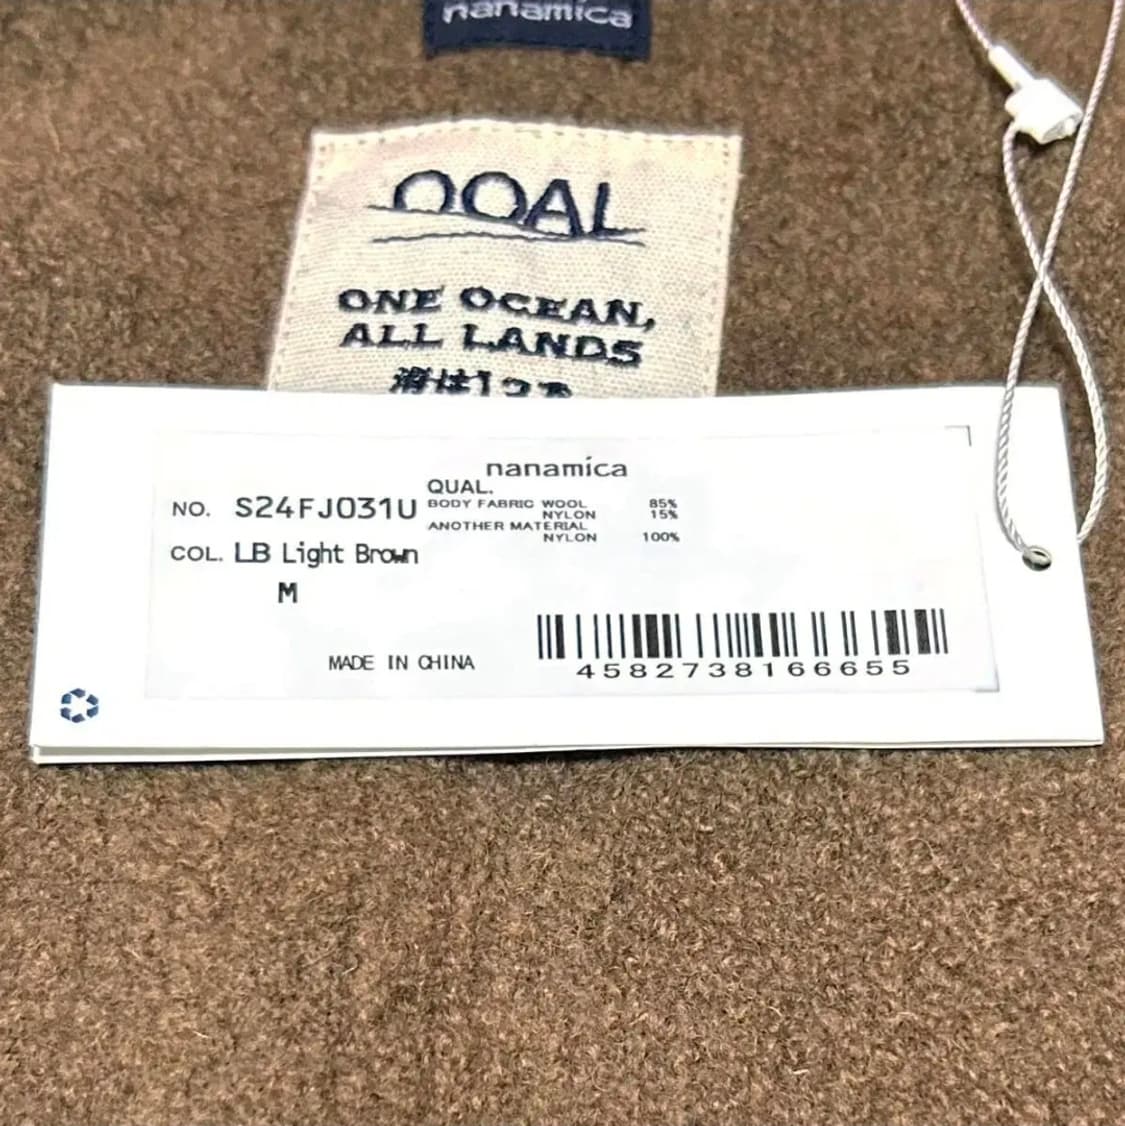 nanamica
OOAL
ONE OCEAN,
ALL LANDS
nanamica
QUAL.
NO. S24FJ031U
BODY FABRIC WOOL 85%
NYLON 15%
ANOTHER MATERIAL
NYLON 100%
COL. LB Light Brown
M
MADE IN CHINA
4582738166655